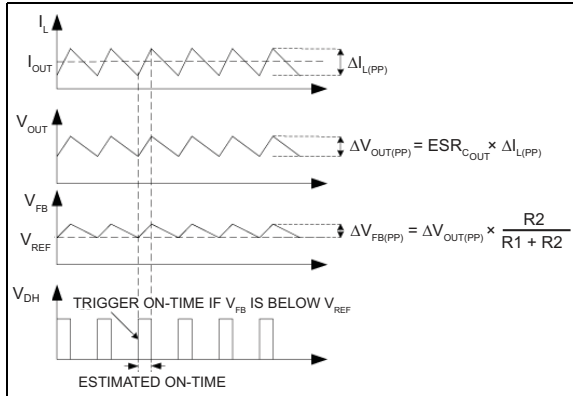 I_L
I_OUT
ΔI_L(PP)
V_OUT
ΔV_OUT(PP) = ESR_C_OUT × ΔI_L(PP)
V_FB
V_REF
ΔV_FB(PP) = ΔV_OUT(PP) × R2 / R1 + R2
V_DH
TRIGGER ON-TIME IF V_FB IS BELOW V_REF
ESTIMATED ON-TIME